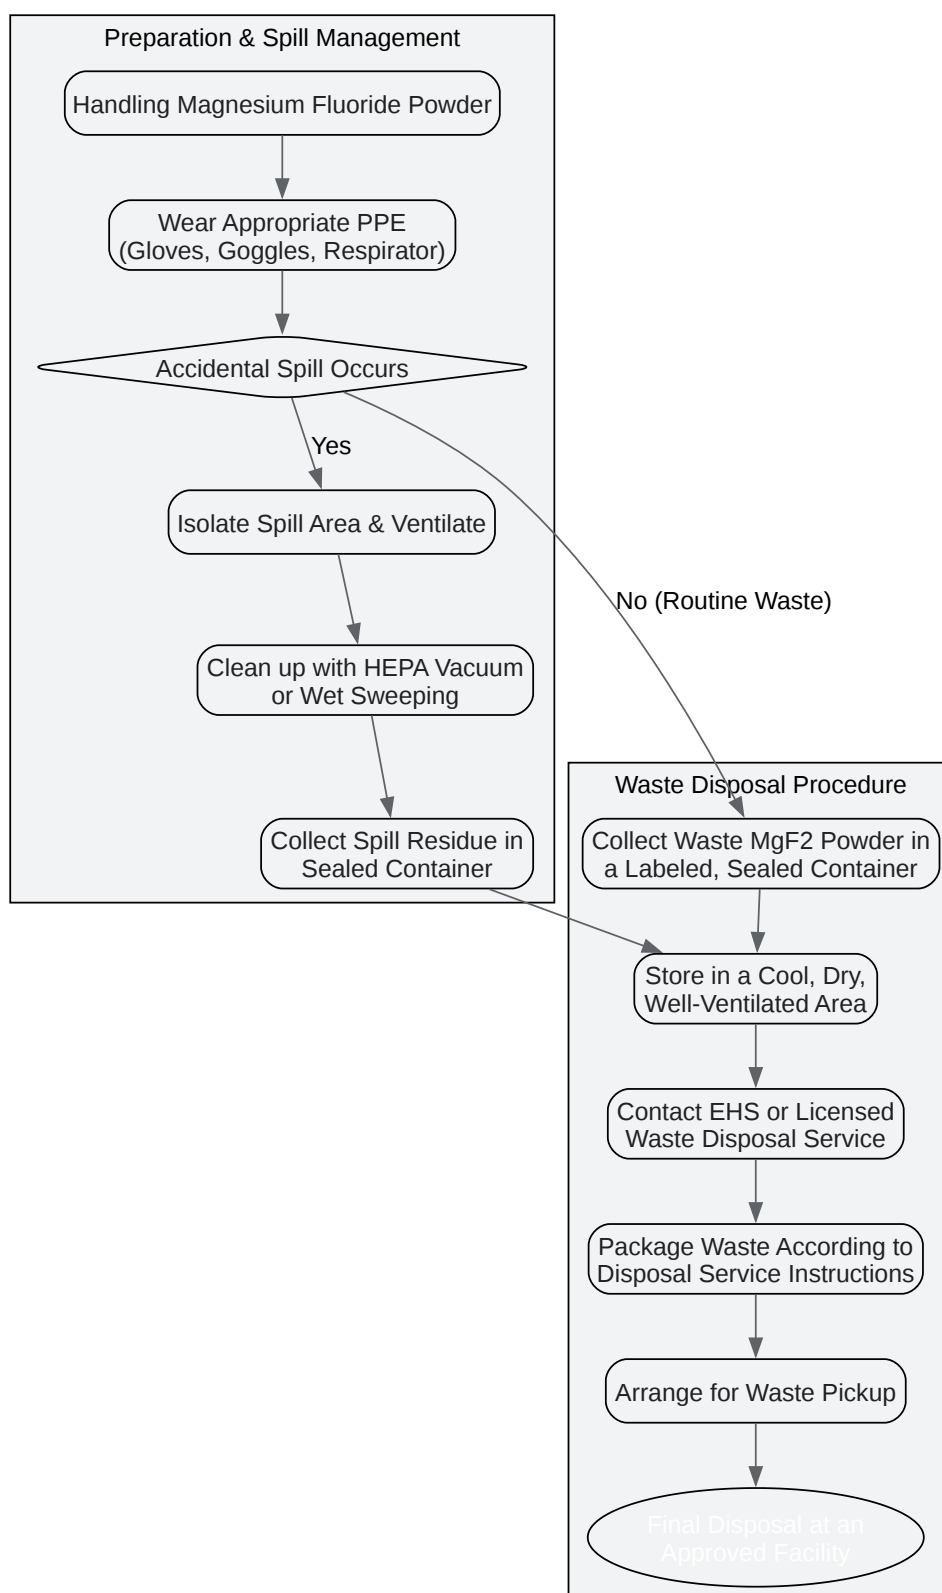 Preparation & Spill Management
Handling Magnesium Fluoride Powder
Wear Appropriate PPE
(Gloves, Goggles, Respirator)
Accidental Spill Occurs
Yes
Isolate Spill Area & Ventilate
No (Routine Waste)
Clean up with HEPA Vacuum
or Wet Sweeping
Collect Spill Residue in
Sealed Container
Waste Disposal Procedure
Collect Waste MgF2 Powder in
a Labeled, Sealed Container
Store in a Cool, Dry,
Well-Ventilated Area
Contact EHS or Licensed
Waste Disposal Service
Package Waste According to
Disposal Service Instructions
Arrange for Waste Pickup
Final Disposal at an
Approved Facility